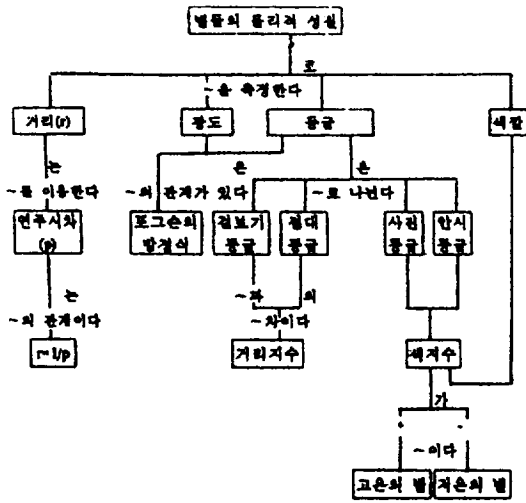 별들의 물리적 성질
로
~을 측정한다
거리(r)
광도
등급
색깔
는
은
은
~를 이용한다
~의 관계가 있다
~로 나뉜다
연주시차
(p)
포그슨의
방정식
겉보기
등급
절대
등급
사진
등급
안시
등급
는
~과
의
~의 관계이다
~차이다
r=1/p
거리지수
색지수
가
~이다
고온의 별
저온의 별